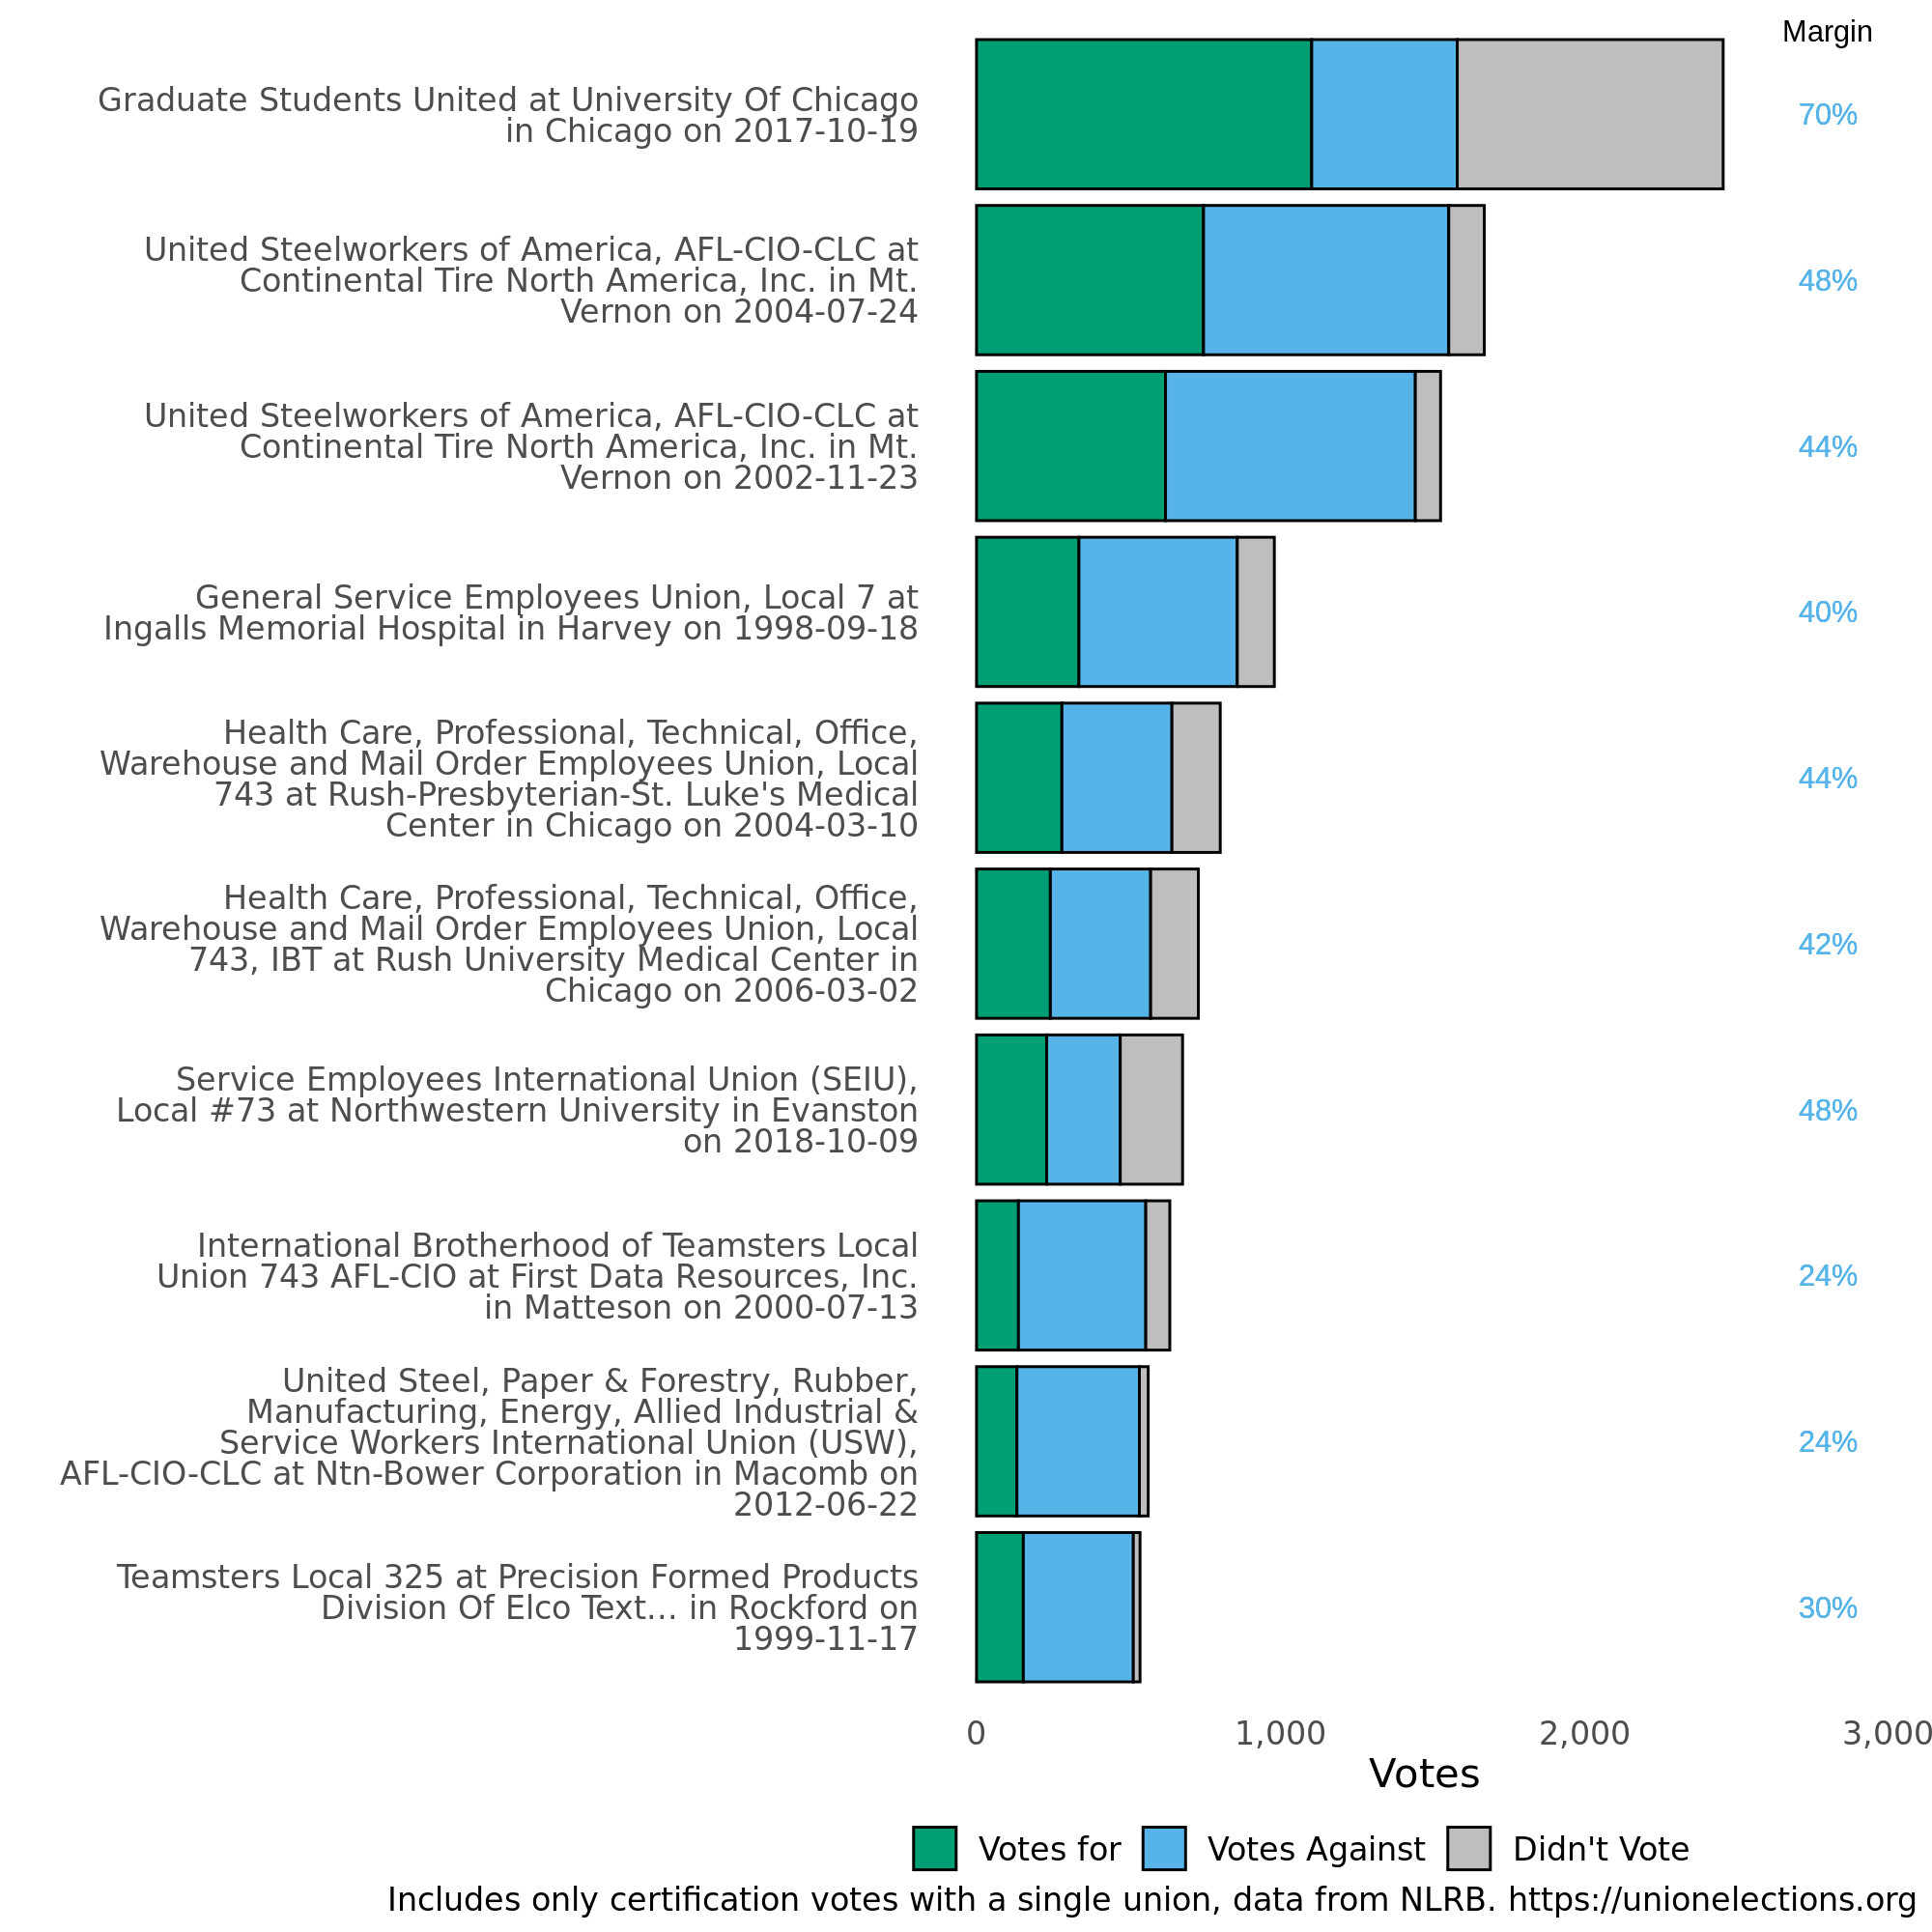 Margin
Graduate Students United at University Of Chicago
in Chicago on 2017-10-19
70%
United Steelworkers of America, AFL-CIO-CLC at
Continental Tire North America, Inc. in Mt.
Vernon on 2004-07-24
48%
United Steelworkers of America, AFL-CIO-CLC at
Continental Tire North America, Inc. in Mt.
Vernon on 2002-11-23
44%
General Service Employees Union, Local 7 at
Ingalls Memorial Hospital in Harvey on 1998-09-18
40%
Health Care, Professional, Technical, Office,
Warehouse and Mail Order Employees Union, Local
743 at Rush-Presbyterian-St. Luke's Medical
Center in Chicago on 2004-03-10
44%
Health Care, Professional, Technical, Office,
Warehouse and Mail Order Employees Union, Local
743, IBT at Rush University Medical Center in
Chicago on 2006-03-02
42%
Service Employees International Union (SEIU),
Local #73 at Northwestern University in Evanston
on 2018-10-09
48%
International Brotherhood of Teamsters Local
Union 743 AFL-CIO at First Data Resources, Inc.
in Matteson on 2000-07-13
24%
United Steel, Paper & Forestry, Rubber,
Manufacturing, Energy, Allied Industrial &
Service Workers International Union (USW),
AFL-CIO-CLC at Ntn-Bower Corporation in Macomb on
2012-06-22
24%
Teamsters Local 325 at Precision Formed Products
Division Of Elco Text... in Rockford on
1999-11-17
30%
0 1,000 2,000 3,000
Votes
Votes for Votes Against Didn't Vote
Includes only certification votes with a single union, data from NLRB. https://unionelections.org